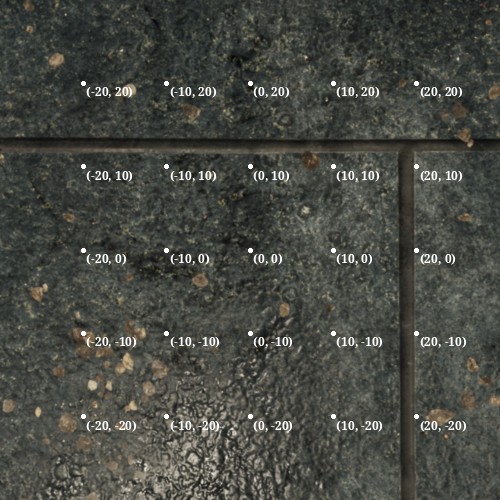 (-20, 20) (-10, 20) (0, 20) (10, 20) (20, 20)
(-20, 10) (-10, 10) (0, 10) (10, 10) (20, 10)
(-20, 0) (-10, 0) (0, 0) (10, 0) (20, 0)
(-20, -10) (-10, -10) (0, -10) (10, -10) (20, -10)
(-20, -20) (-10, -20) (0, -20) (10, -20) (20, -20)